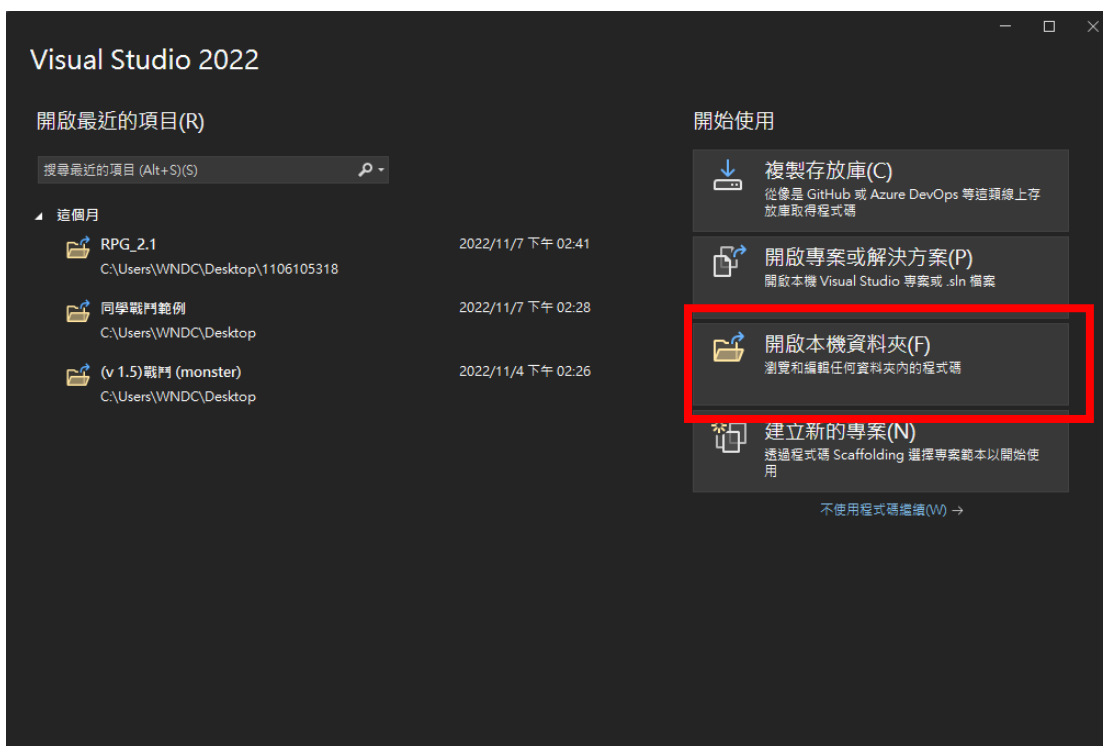 Visual Studio 2022
開啟最近的項目(R)
搜尋最近的項目 (Alt+S)(S)
這個月
RPG_2.1
2022/11/7 下午 02:41
C:\Users\WNDC\Desktop\1106105318
同學戰鬥範例
2022/11/7 下午 02:28
C:\Users\WNDC\Desktop
(v 1.5)戰鬥 (monster)
2022/11/4 下午 02:26
C:\Users\WNDC\Desktop
開始使用
複製存放庫(C)
從像是 GitHub 或 Azure DevOps 等這類線上存
放庫取得程式碼
開啟專案或解決方案(P)
開啟本機 Visual Studio 專案或 .sln 檔案
開啟本機資料夾(F)
瀏覽和編輯任何資料夾內的程式碼
建立新的專案(N)
透過程式碼 Scaffolding 選擇專案範本以開始使
用
不使用程式碼繼續(W) →